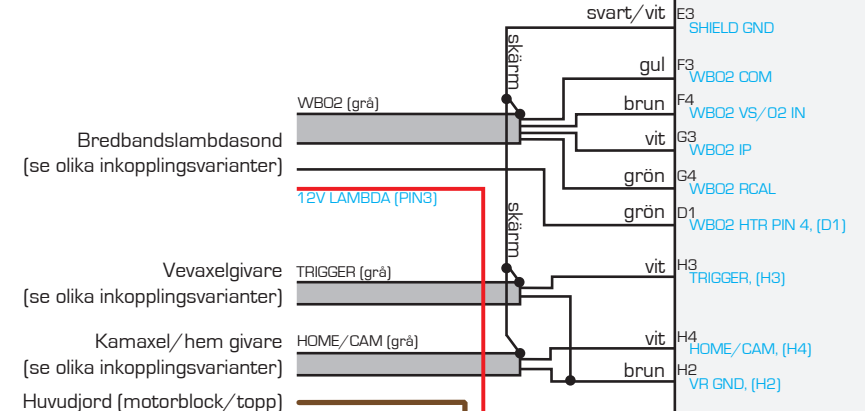 svart/vit E3
SHIELD GND
skärm
gul F3
WBO2 COM
WBO2 (grå)
brun F4
WBO2 VS/O2 IN
Bredbandslambdasond
(se olika inkopplingsvarianter)
vit G3
WBO2 IP
grön G4
WBO2 RCAL
12V LAMBDA (PIN3)
grön D1
WBO2 HTR PIN 4, (D1)
skärm
Vevaxelgivare
(se olika inkopplingsvarianter)
TRIGGER (grå)
vit H3
TRIGGER, (H3)
Kamaxel/hem givare
(se olika inkopplingsvarianter)
HOME/CAM (grå)
vit H4
HOME/CAM, (H4)
brun H2
VR GND, (H2)
Huvudjord (motorblock/topp)